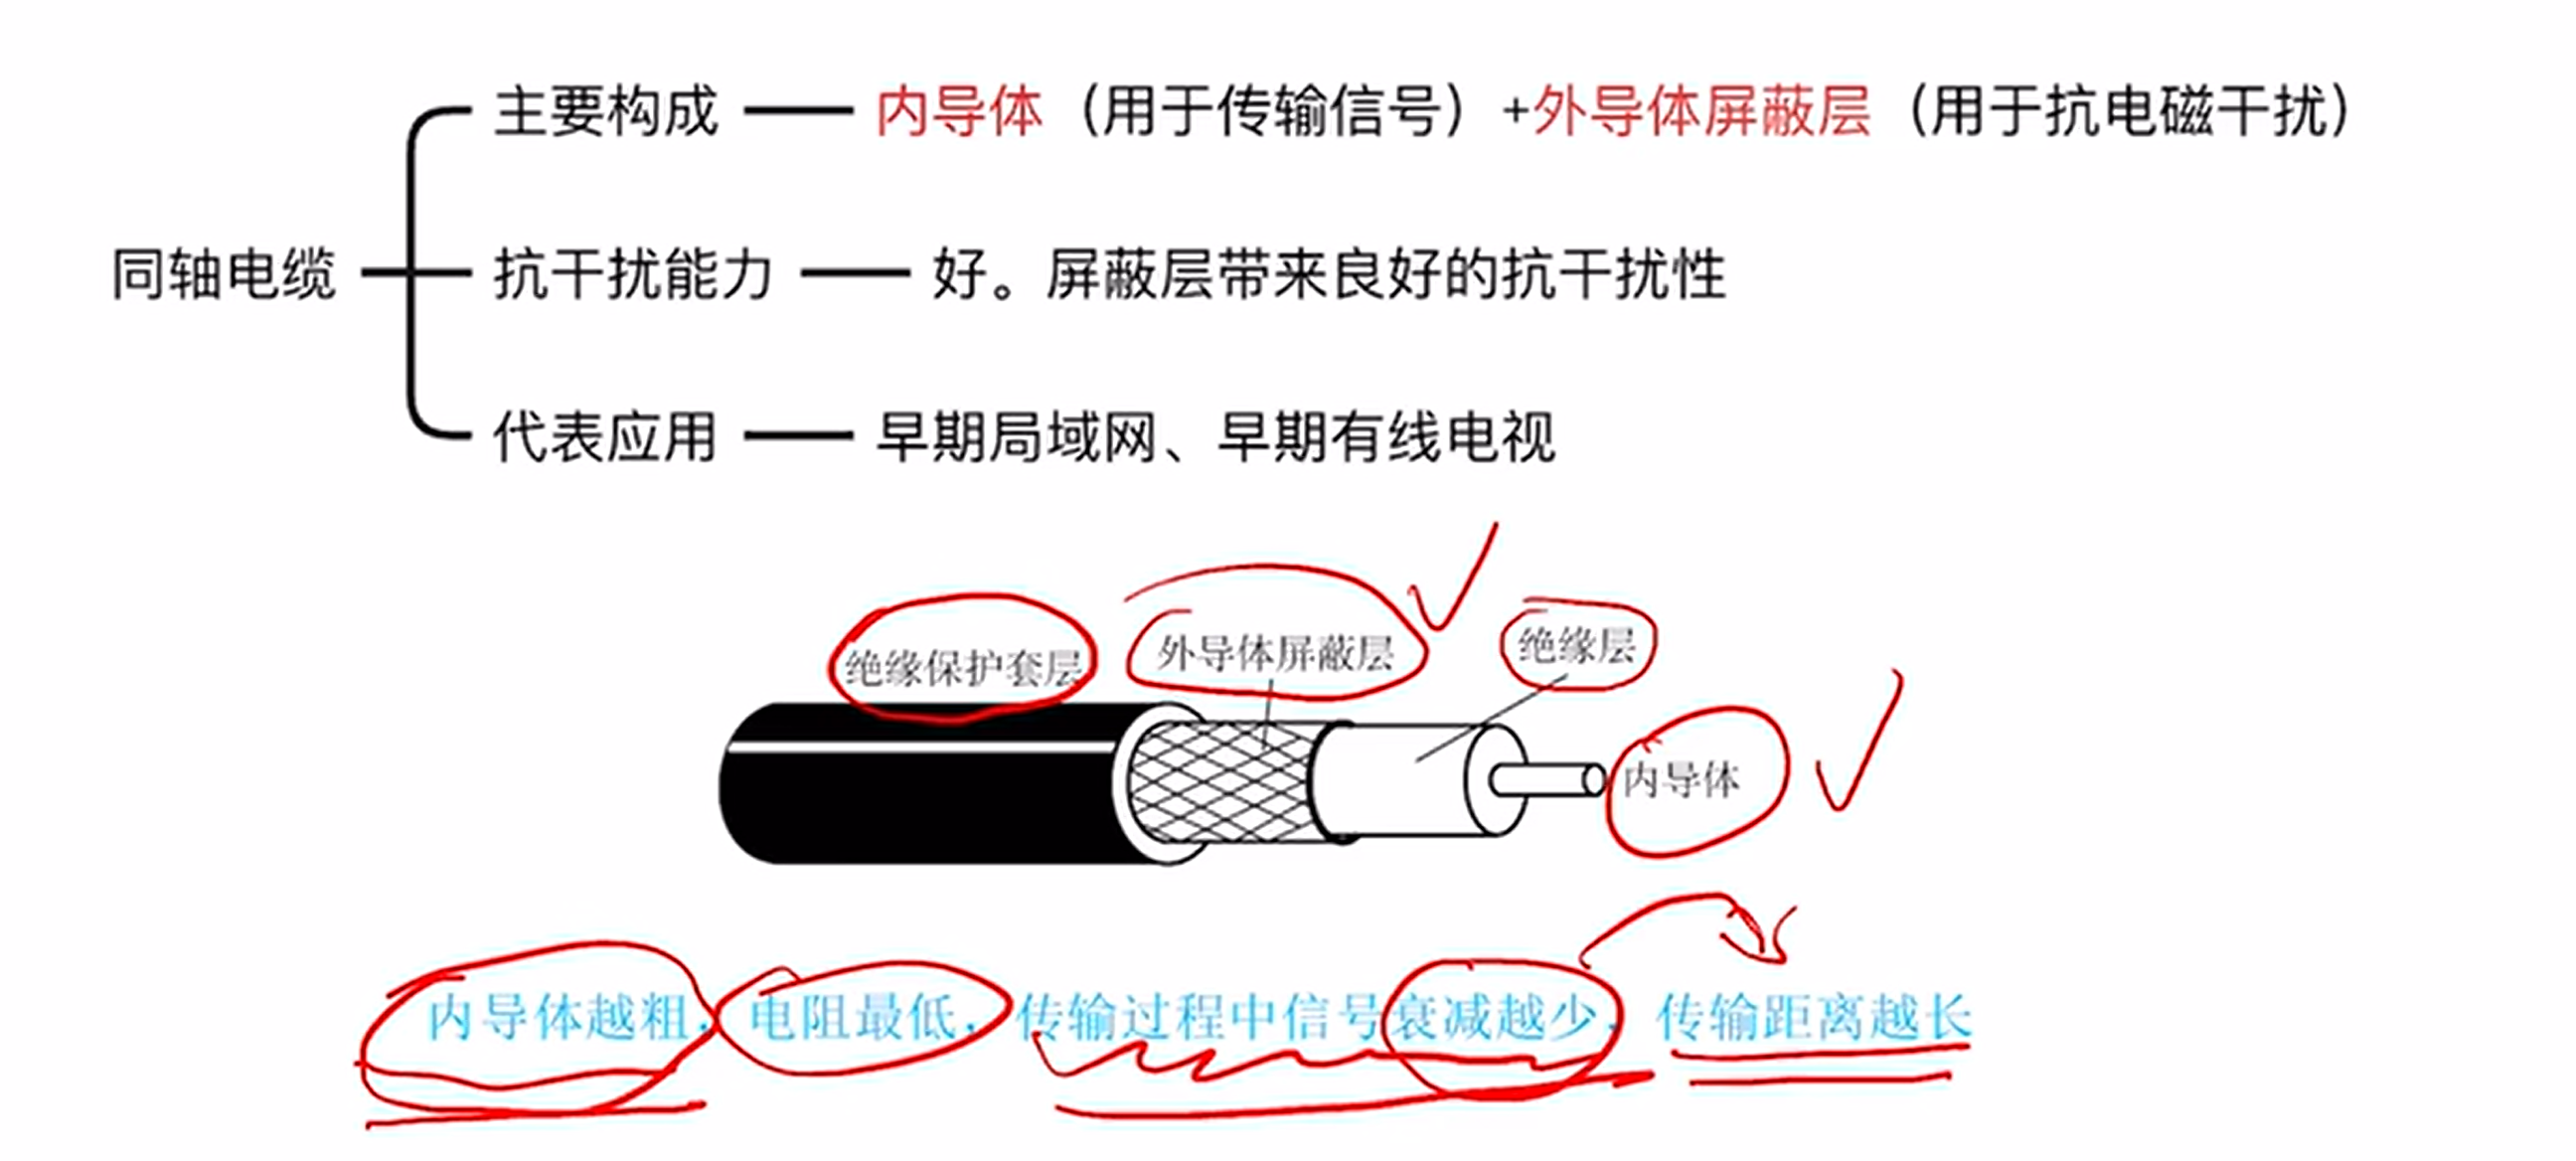 主要构成 —— 内导体（用于传输信号）+外导体屏蔽层（用于抗电磁干扰）
同轴电缆 抗干扰能力 —— 好。屏蔽层带来良好的抗干扰性
代表应用 —— 早期局域网、早期有线电视
绝缘保护套层 外导体屏蔽层 绝缘层
内导体
内导体越粗，电阻最低，传输过程中信号衰减越少，传输距离越长